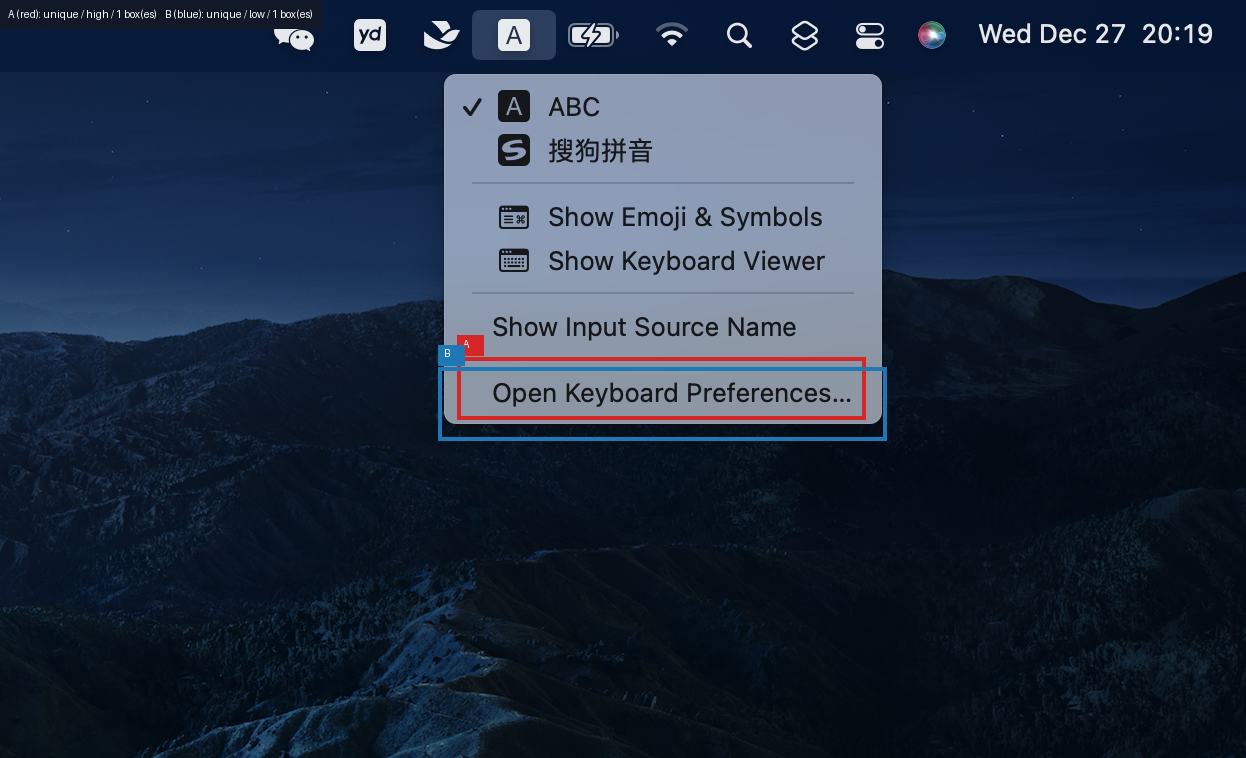 A (red): unique / high / 1 box(es) B (blue): unique / low / 1 box(es)
yd A Wed Dec 27 20:19
A ABC
搜狗拼音
Show Emoji & Symbols
Show Keyboard Viewer
Show Input Source Name
A
B
Open Keyboard Preferences...